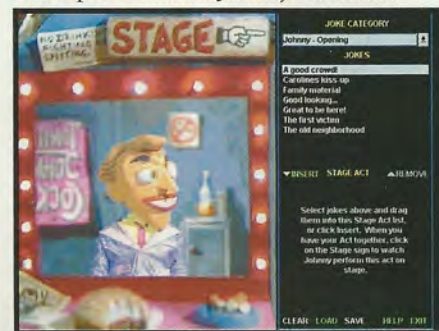 STAGE
JOKE CATEGORY
Johnny - Opening
JOKES
A good crowd!
Carolines kiss up
Family material
Good looking...
Great to be here!
The first victim
The old neighborhood
INSERT STAGE ACT REMOVE
Select jokes above and drag
them into this Stage Act list,
or click Insert. When you
have your Act together, click
on the Stage sign to watch
Johnny perform this act on
stage.
CLEAR LOAD SAVE HELP EXIT